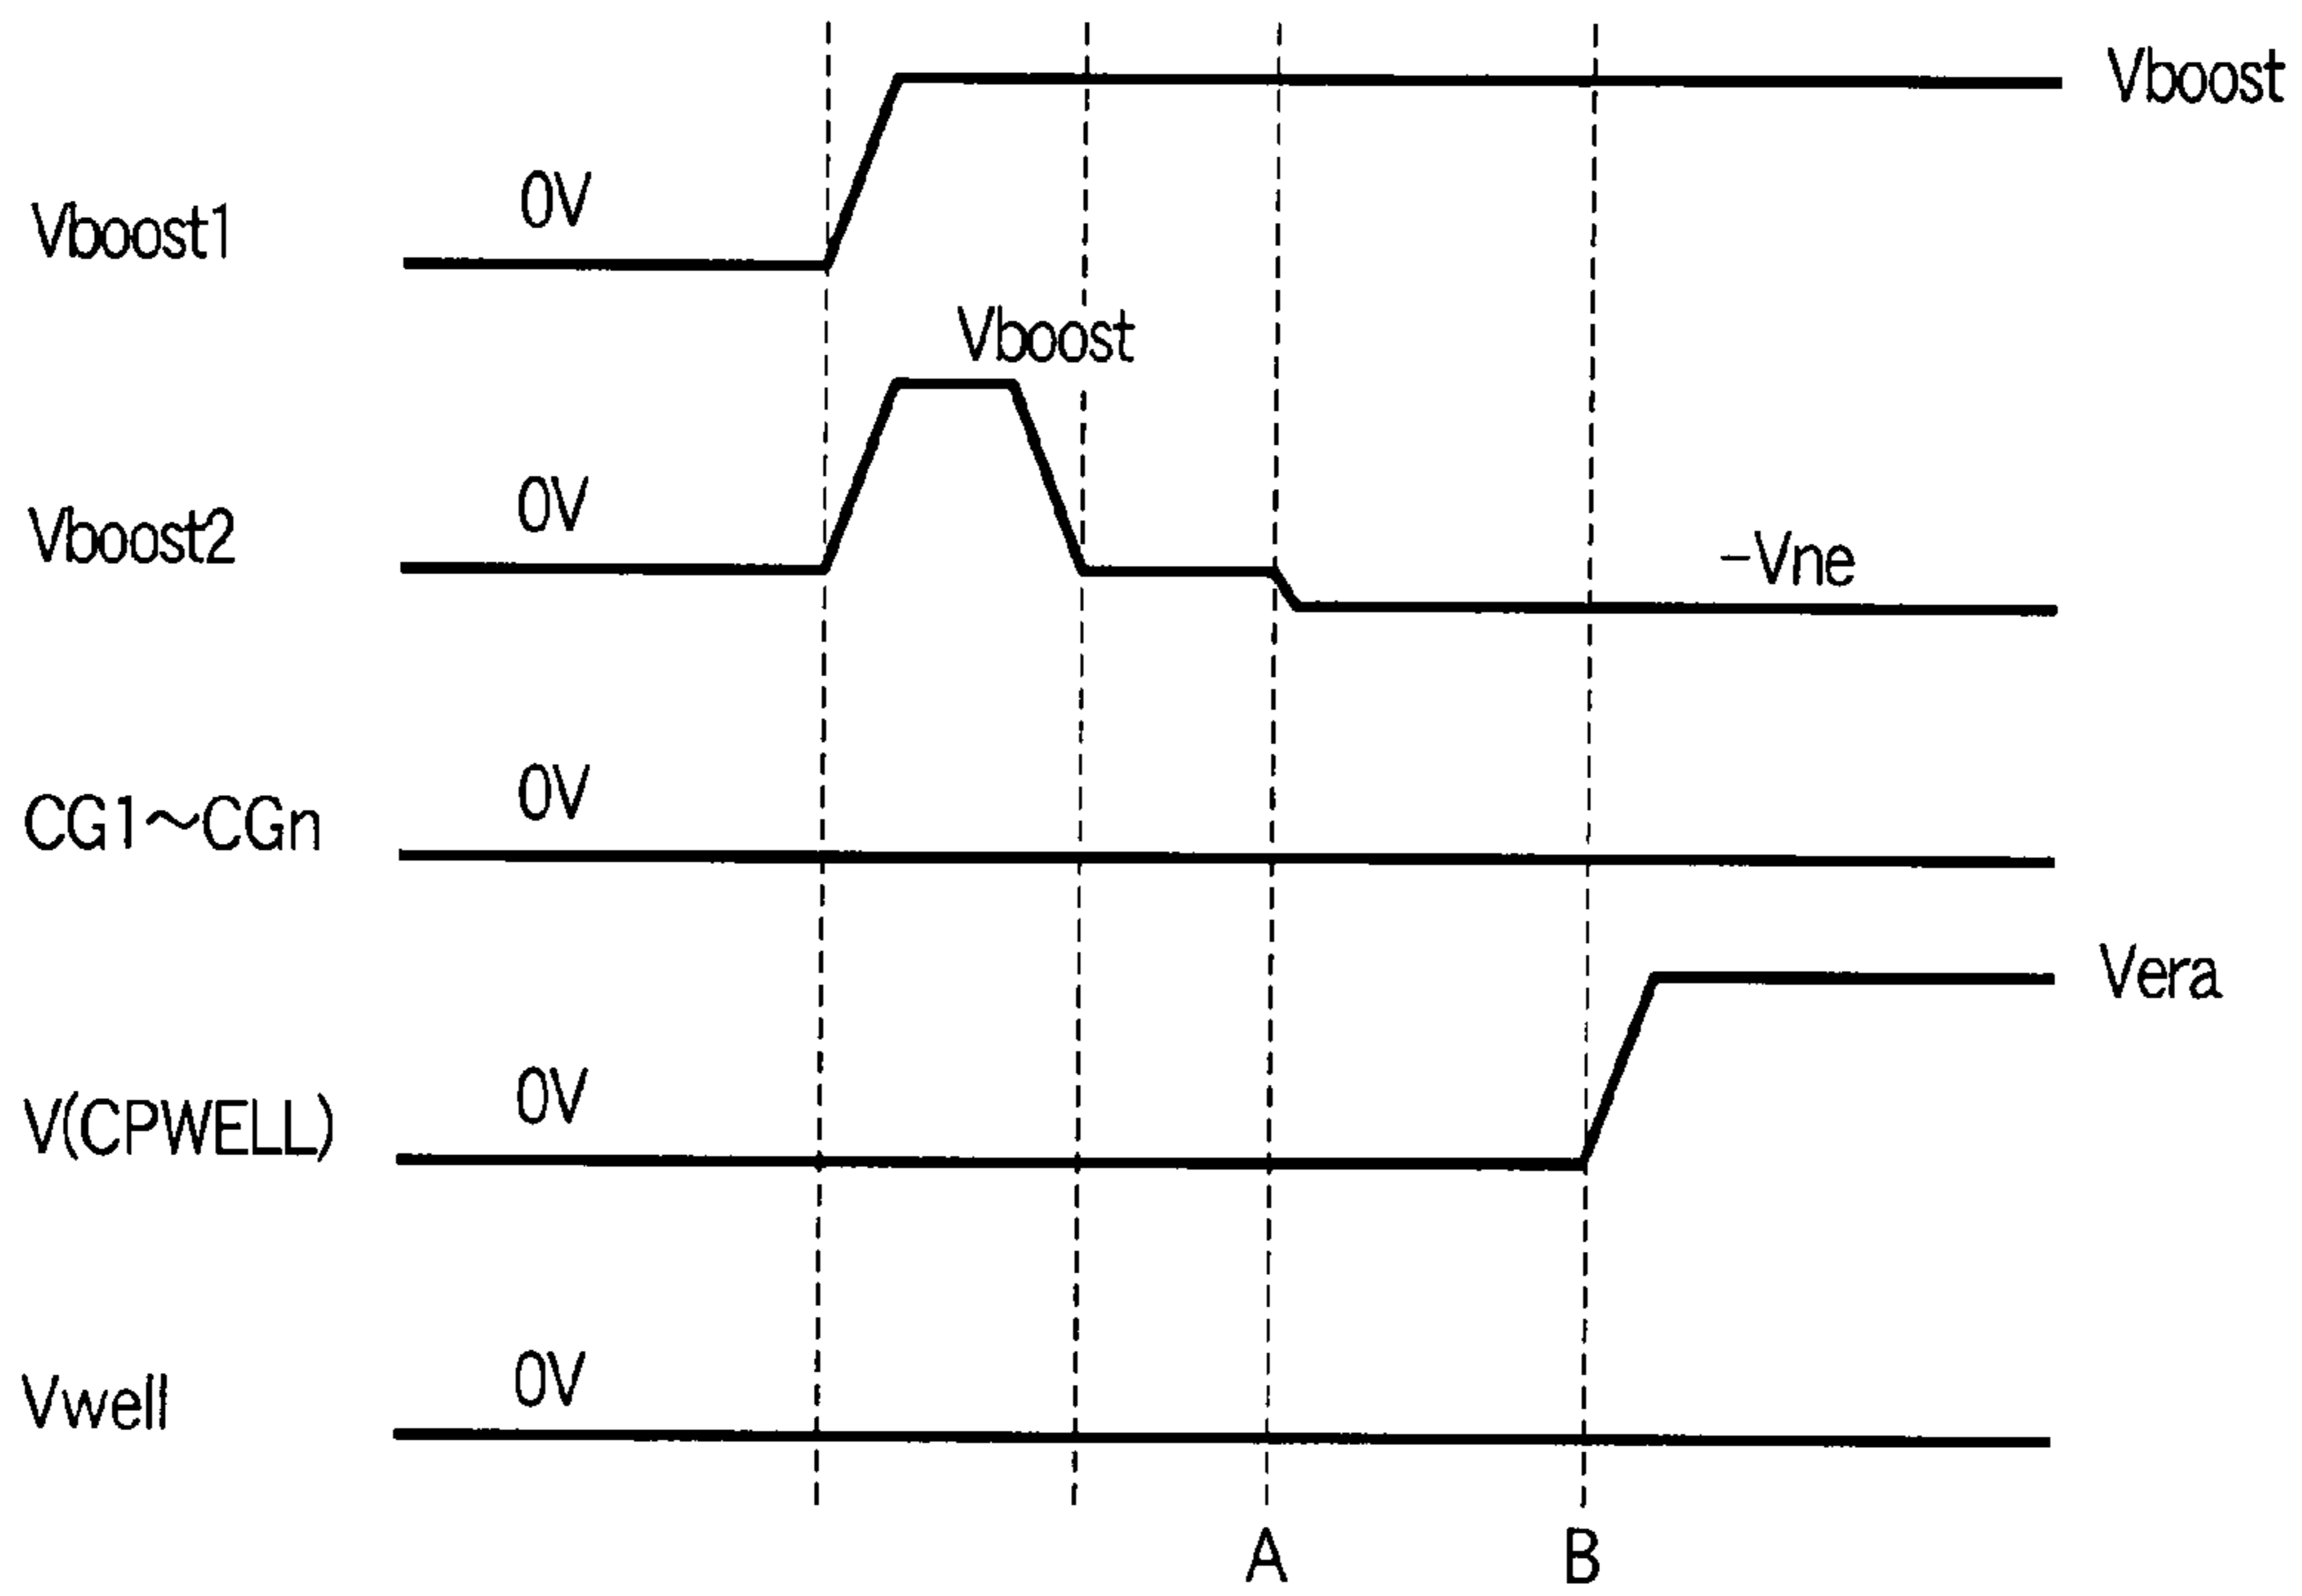 Vboost
0V
Vboost1
Vboost
0V
Vboost2
-Vne
0V
CG1~CGn
Vera
0V
V(CPWELL)
0V
Vwell
A B